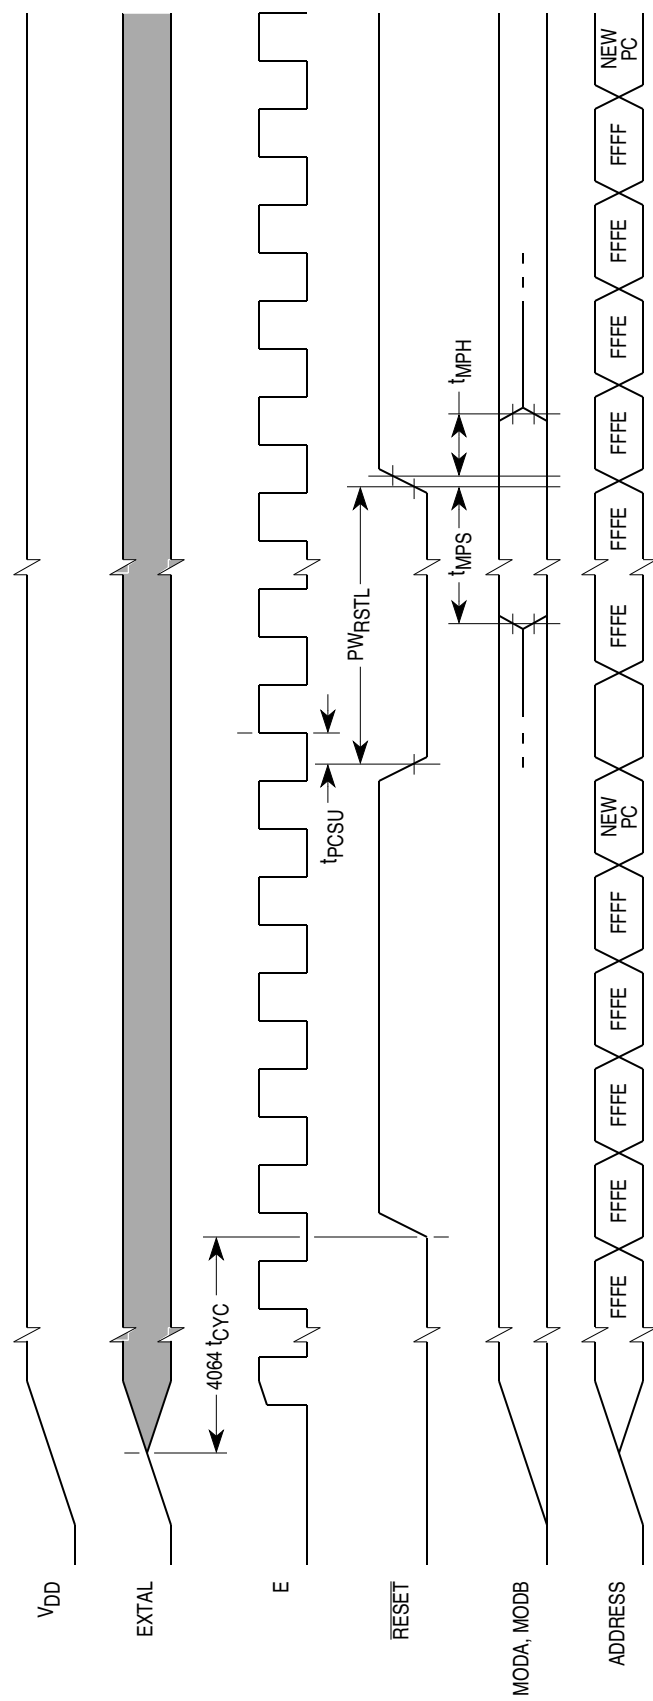 VDD
EXTAL
4064 tCYC
E
tPCSU
PWRSTL
RESET
tMPS
tMPH
MODA, MODB
ADDRESS
FFFE
FFFE
FFFE
FFFE
FFFF
NEW
PC
FFFE
FFFE
FFFE
FFFE
FFFE
FFFF
NEW
PC